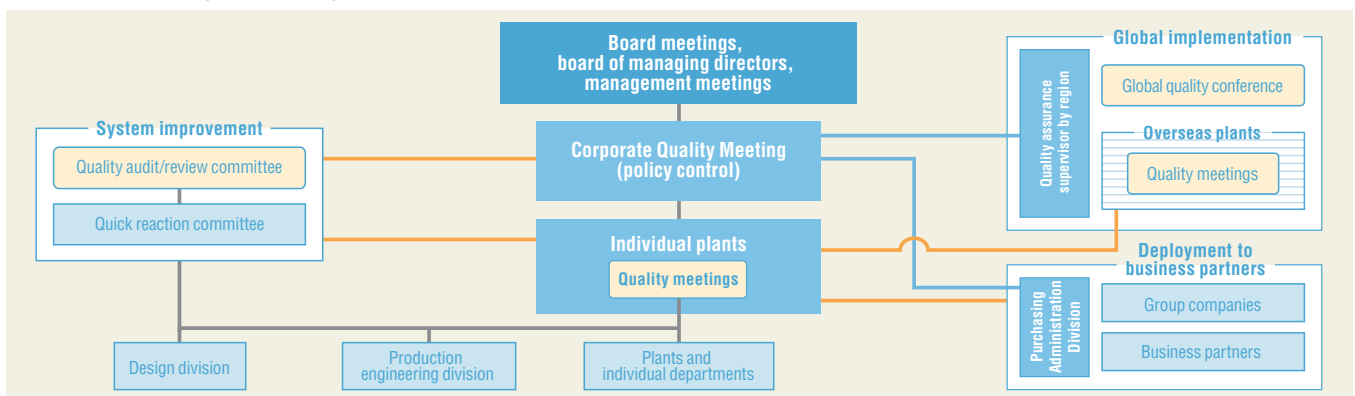 Board meetings,
board of managing directors,
management meetings
System improvement
Quality audit/review committee
Quick reaction committee
Corporate Quality Meeting
(policy control)
Individual plants
Quality meetings
Design division
Production
engineering division
Plants and
individual departments
Global implementation
Quality assurance
supervisor by region
Global quality conference
Overseas plants
Quality meetings
Deployment to
business partners
Purchasing
Administration
Division
Group companies
Business partners